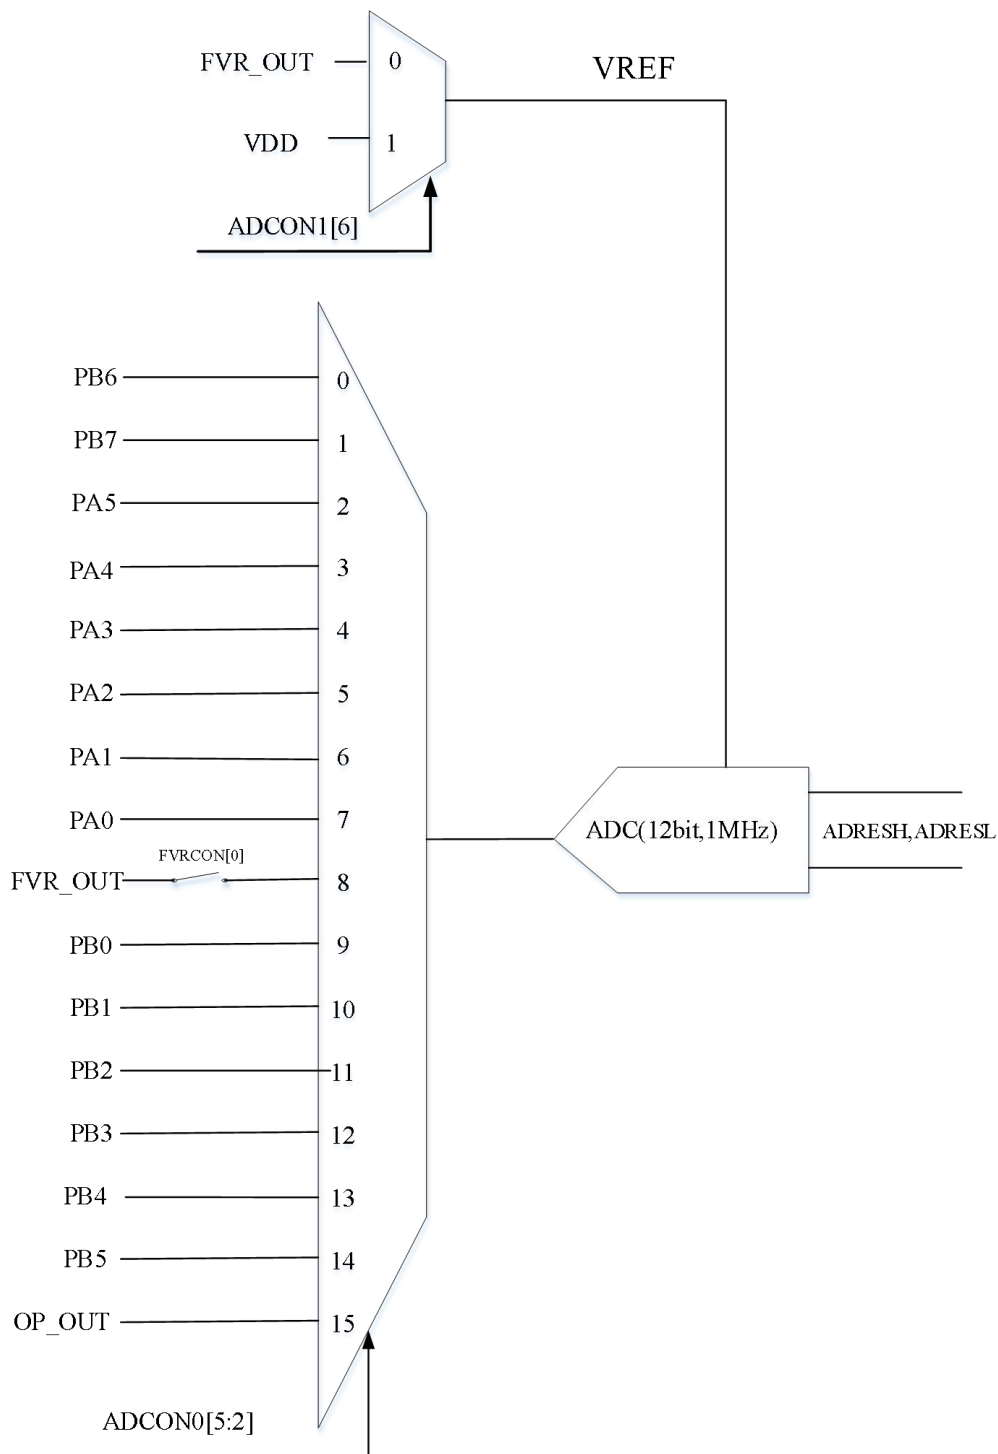 FVR_OUT 0
VREF
VDD 1
ADCON1[6]
PB6 0
PB7 1
PA5 2
PA4 3
PA3 4
PA2 5
PA1 6
PA0 7
ADC(12bit,1MHz)
ADRESH,ADRESL
FVRCON[0]
FVR_OUT 8
PB0 9
PB1 10
PB2 11
PB3 12
PB4 13
PB5 14
OP_OUT 15
ADCON0[5:2]